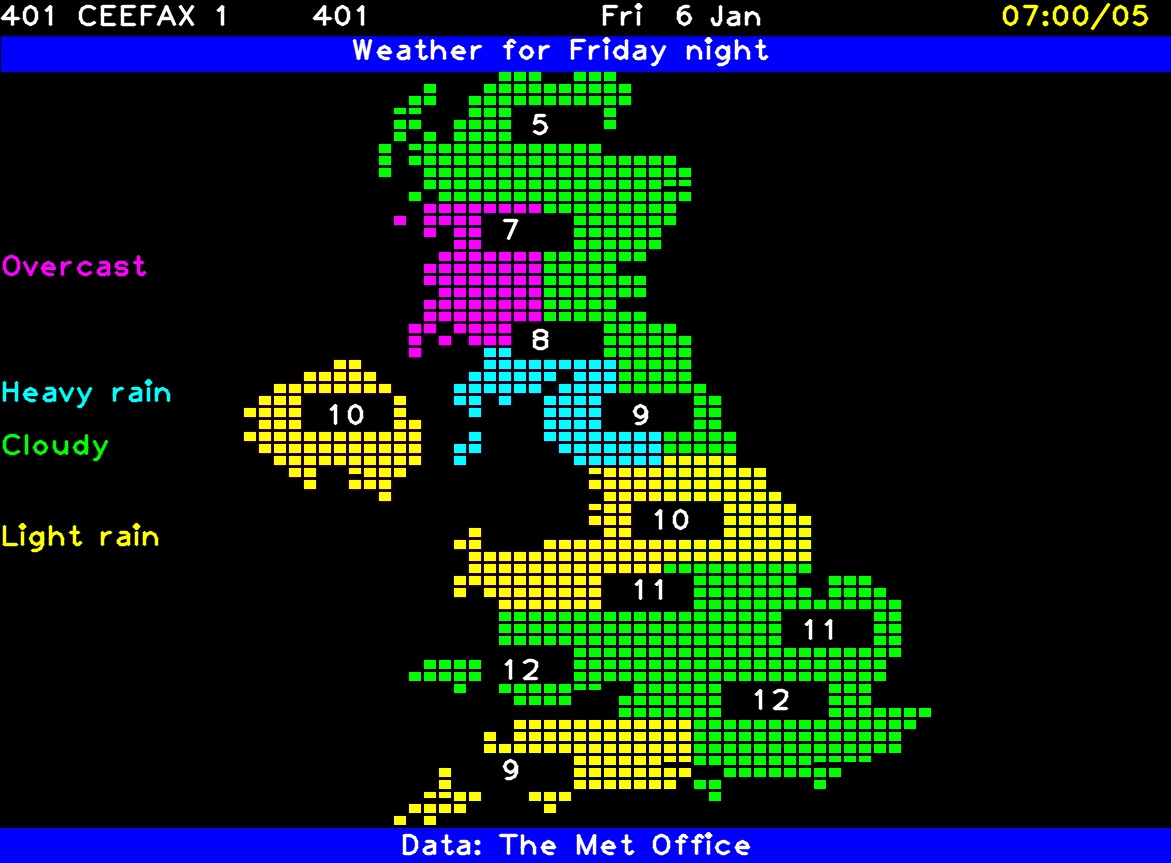 401 CEEFAX 1 401 Fri 6 Jan 07:00/05
Weather for Friday night
5
7
Overcast
8
Heavy rain
10
9
Cloudy
10
Light rain
11
11
12
12
9
Data: The Met Office